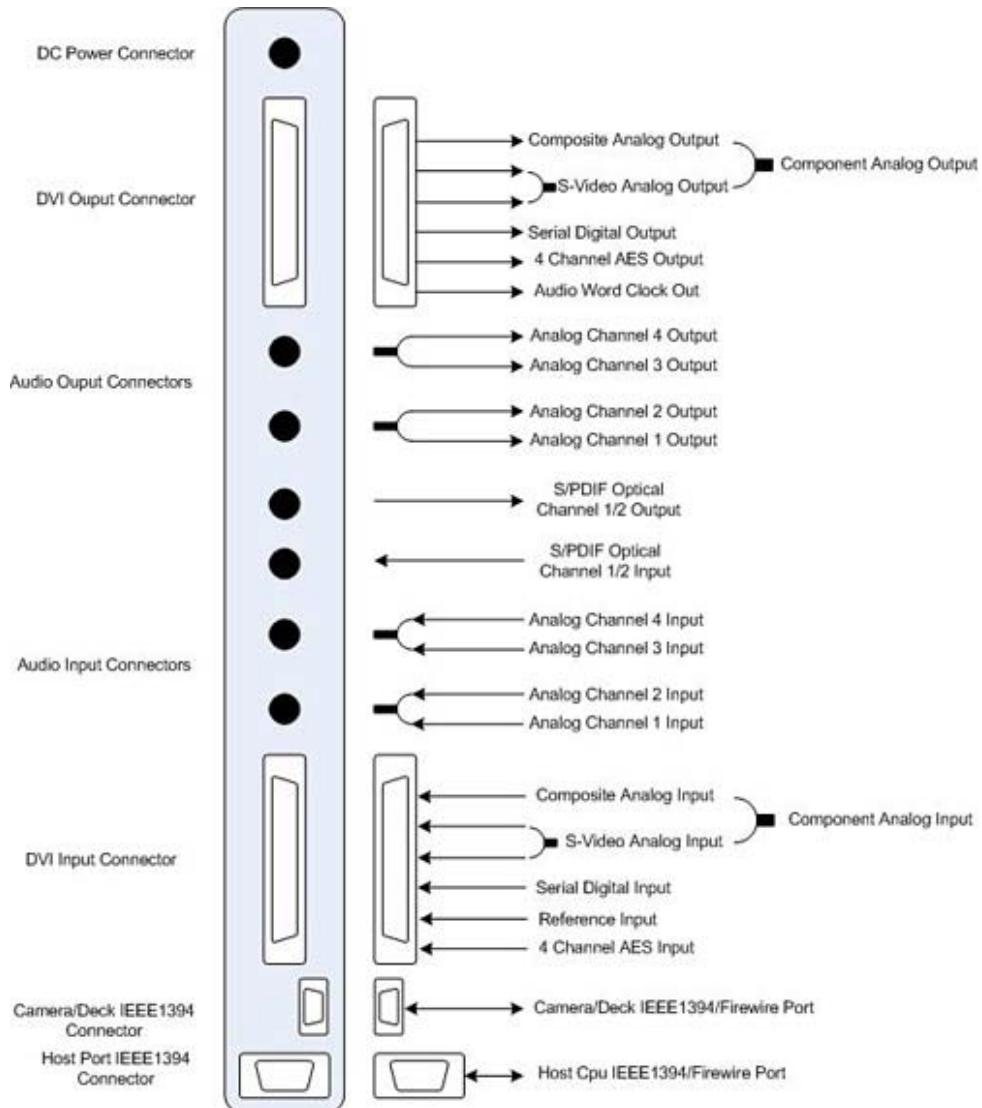 DC Power Connector
Composite Analog Output
Component Analog Output
DVI Ouput Connector
S-Video Analog Output
Serial Digital Output
4 Channel AES Output
Audio Word Clock Out
Analog Channel 4 Output
Audio Ouput Connectors
Analog Channel 3 Output
Analog Channel 2 Output
Analog Channel 1 Output
S/PDIF Optical
Channel 1/2 Output
S/PDIF Optical
Channel 1/2 Input
Analog Channel 4 Input
Analog Channel 3 Input
Audio Input Connectors
Analog Channel 2 Input
Analog Channel 1 Input
Composite Analog Input
Component Analog Input
S-Video Analog Input
DVI Input Connector
Serial Digital Input
Reference Input
4 Channel AES Input
Camera/Deck IEEE1394
Connector
Camera/Deck IEEE1394/Firewire Port
Host Port IEEE1394
Connector
Host Cpu IEEE1394/Firewire Port